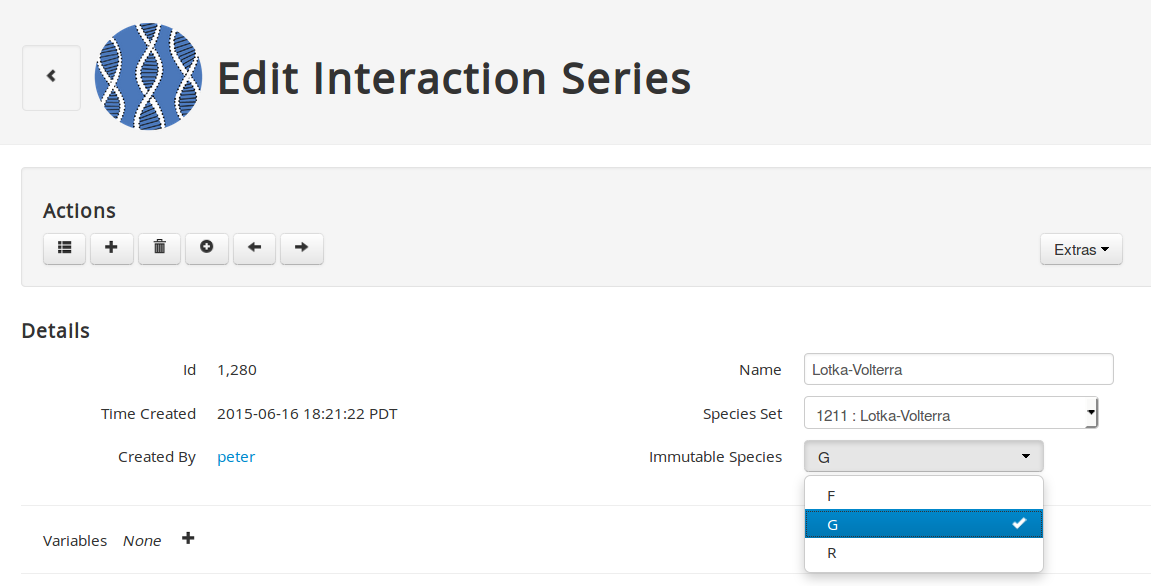 Edit Interaction Series
Actions
Extras
Details
Id 1,280
Name Lotka-Volterra
Time Created 2015-06-16 18:21:22 PDT
Species Set 1211 : Lotka-Volterra
Created By peter
Immutable Species G
F
G
R
Variables None